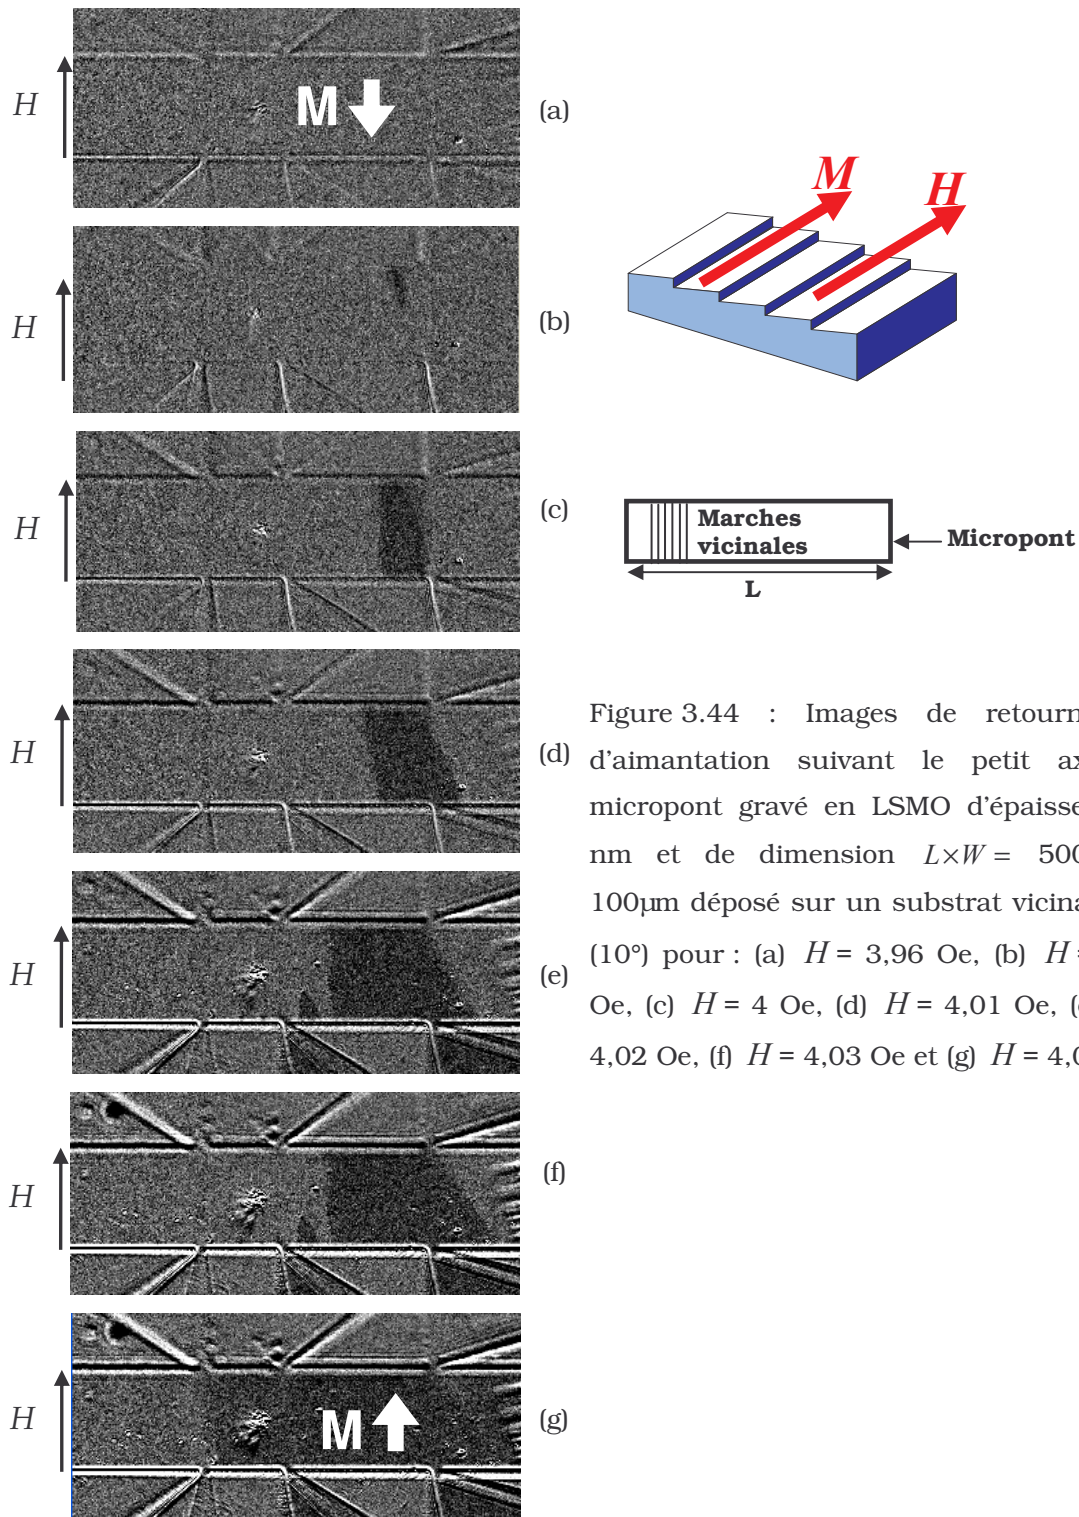 H
M
(a)
H
(b)
M
H
H
(c)
Marches
vicinales
Micropont
L
H
(d)
H
(e)
H
(f)
H
M
(g)
Figure 3.44 : Images de retourn
d'aimantation suivant le petit ax
micropont gravé en LSMO d'épaisse
nm et de dimension L×W = 500
100μm déposé sur un substrat vicina
(10°) pour : (a) H = 3,96 Oe, (b) H =
Oe, (c) H = 4 Oe, (d) H = 4,01 Oe, (e
4,02 Oe, (f) H = 4,03 Oe et (g) H = 4,0